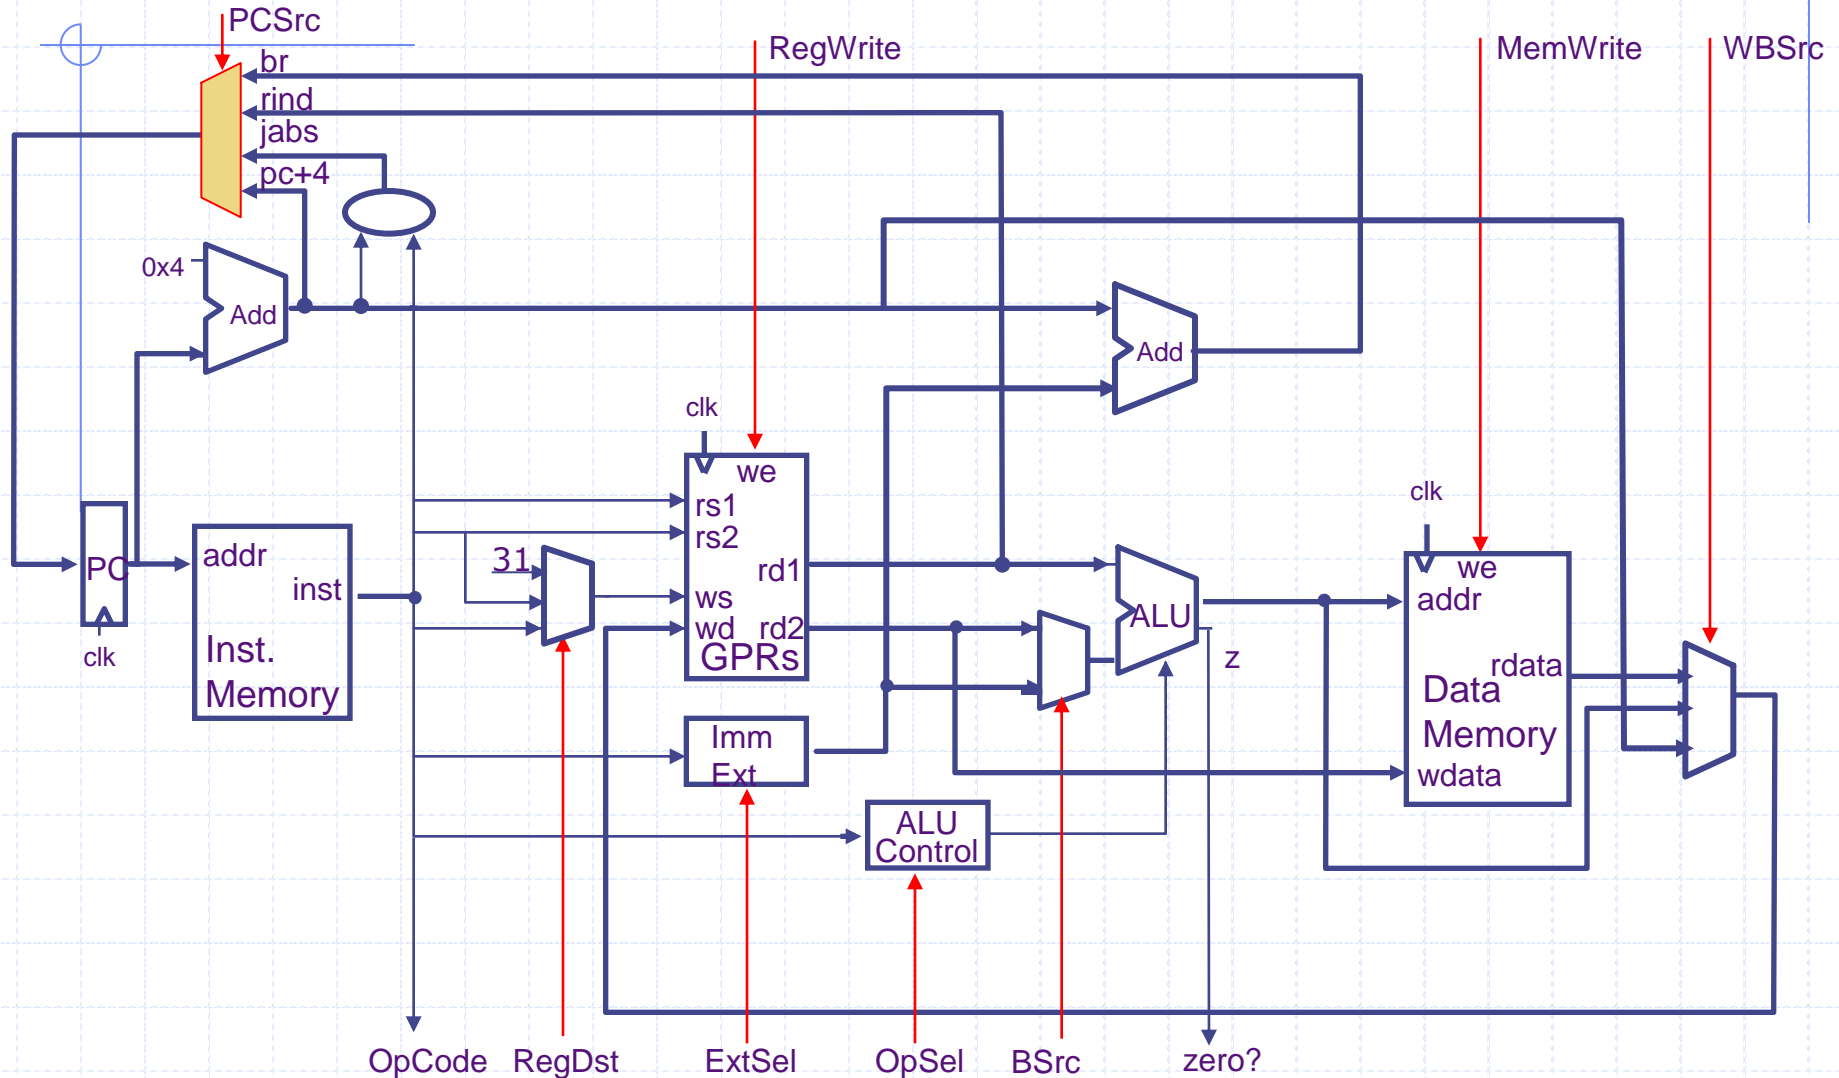 PCSrc
RegWrite
MemWrite
WBSrc
br
rind
jabs
pc+4
0x4
Add
Add
clk
we
rs1
rs2
31
rd1
ws
wd
rd2
GPRs
PC
clk
addr
inst
Inst.
Memory
ALU
z
clk
we
addr
rdata
Data
Memory
wdata
Imm
Ext
ALU
Control
OpCode
RegDst
ExtSel
OpSel
BSrc
zero?